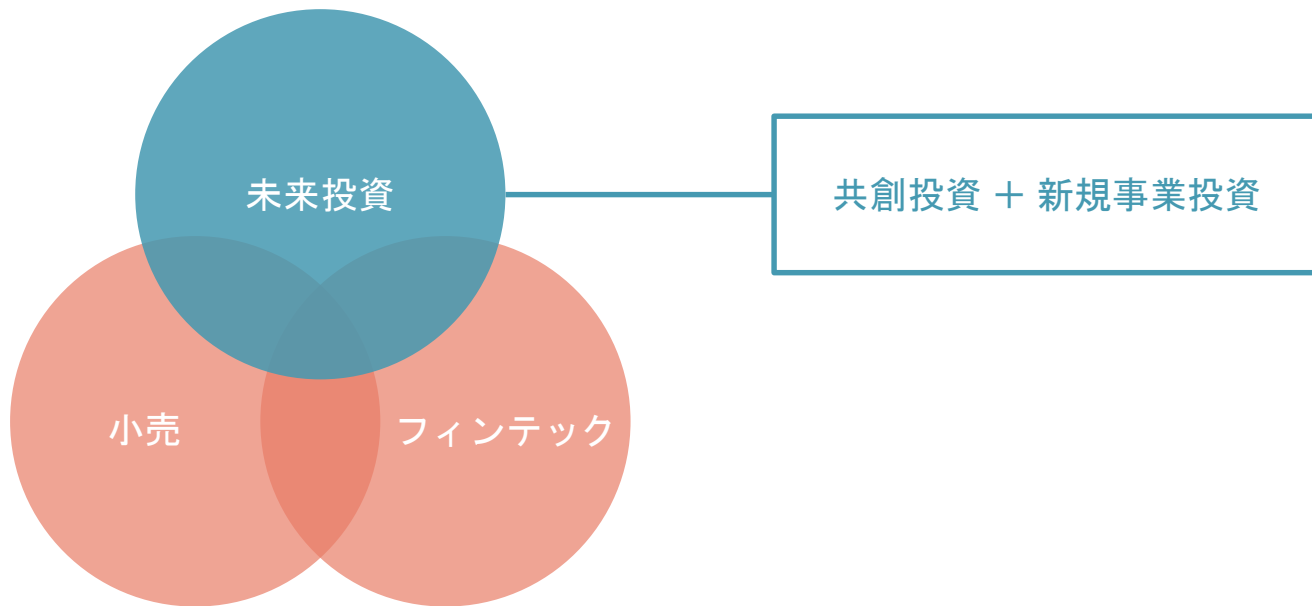 未来投資
共創投資 + 新規事業投資
小売
フィンテック